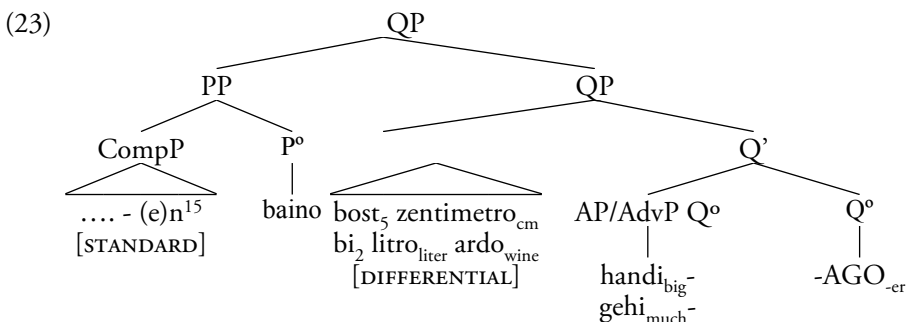 (23)
QP
PP QP
CompP Pº Q’
…. - (e)n15 baino bost5 zentimetrocm AP/AdvP Qº Qº
[STANDARD] bi2 litroliter ardowine
[DIFFERENTIAL] handibig- -AGO-er
gehimuch-